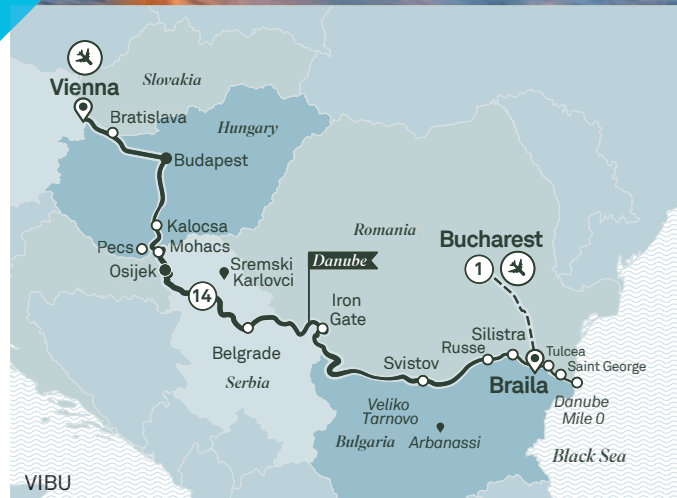 Vienna
Slovakia
Bratislava
Hungary
Budapest
Kalocsa
Pecs
Mohacs
Osijek
14
Sremski
Karlovci
Romania
Danube
Bucharest
1
Iron
Gate
Belgrade
Serbia
Silistra
Russe
Tulcea
Saint George
Svistov
Braila
Danube
Mile 0
Veliko
Tarnovo
Bulgaria
Arbanassi
Black Sea
VIBU